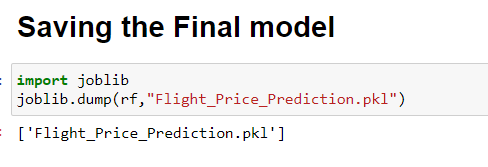 Saving the Final model
import joblib
joblib.dump(rf,"Flight_Price_Prediction.pkl")
['Flight_Price_Prediction.pkl']